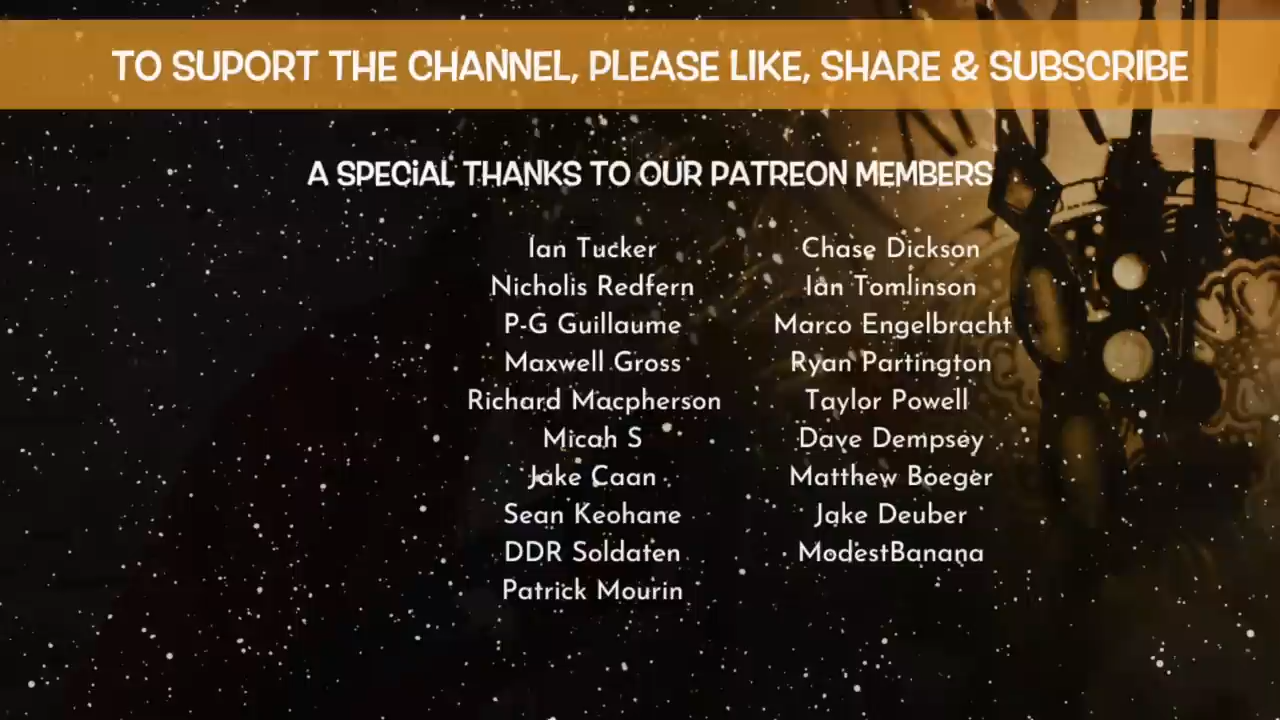 TO SUPORT THE CHANNEL, PLEASE LIKE, SHARE & SUBSCRIBE
A SPECIAL THANKS TO OUR PATREON MEMBERS
Ian Tucker
Nicholis Redfern
P-G Guillaume
Maxwell Gross
Richard Macpherson
Micah S
Jake Caan
Sean Keohane
DDR Soldaten
Patrick Mourin
Chase Dickson
Ian Tomlinson
Marco Engelbracht
Ryan Partington
Taylor Powell
Dave Dempsey
Matthew Boeger
Jake Deuber
ModestBanana